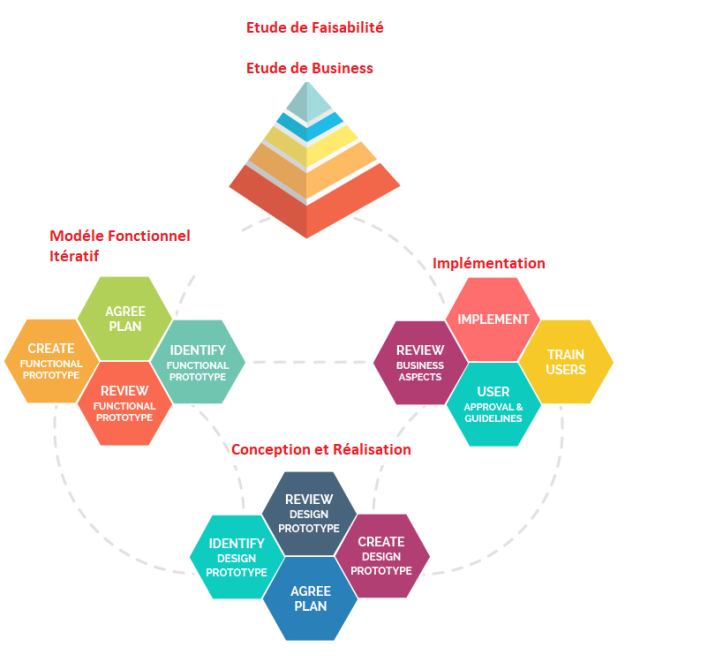 Etude de Faisabilité
Etude de Business
Modéle Fonctionnel
Itératif
AGREE
PLAN
CREATE
FUNCTIONAL
PROTOTYPE
IDENTIFY
FUNCTIONAL
PROTOTYPE
REVIEW
FUNCTIONAL
PROTOTYPE
Implémentation
IMPLEMENT
REVIEW
BUSINESS
ASPECTS
TRAIN
USERS
USER
APPROVAL &
GUIDELINES
Conception et Réalisation
REVIEW
DESIGN
PROTOTYPE
IDENTIFY
DESIGN
PROTOTYPE
CREATE
DESIGN
PROTOTYPE
AGREE
PLAN